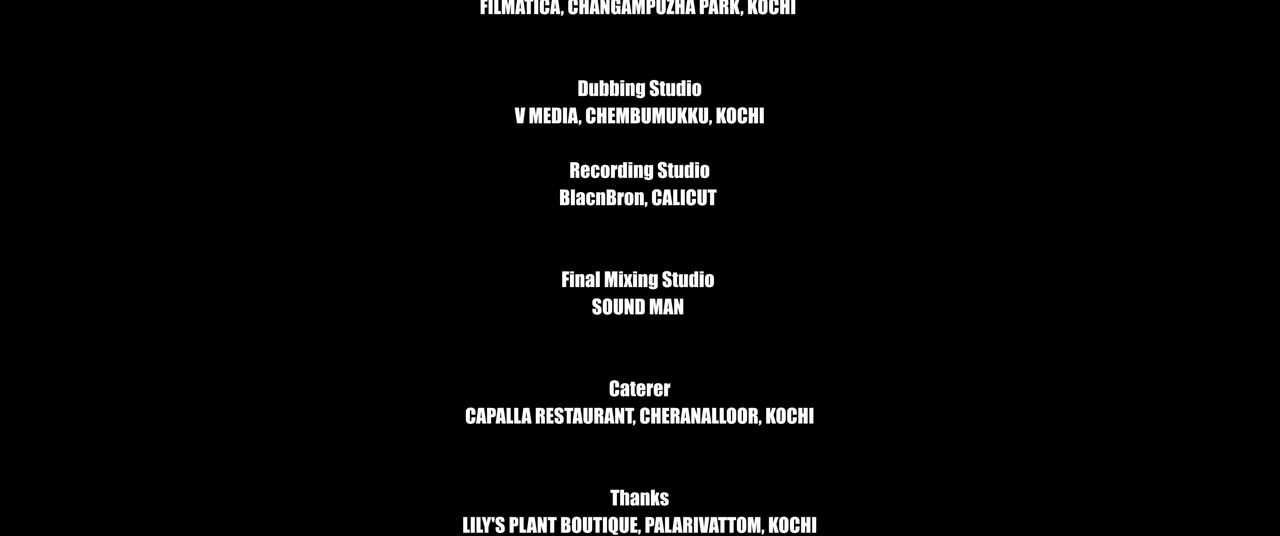 FILMATICA, CHANGAMPUZHA PARK, KOCHI
Dubbing Studio
V MEDIA, CHEMBUMUKKU, KOCHI
Recording Studio
BlacnBron, CALICUT
Final Mixing Studio
SOUND MAN
Caterer
CAPALLA RESTAURANT, CHERANALLOOR, KOCHI
Thanks
LILY'S PLANT BOUTIQUE, PALARIVATTOM, KOCHI